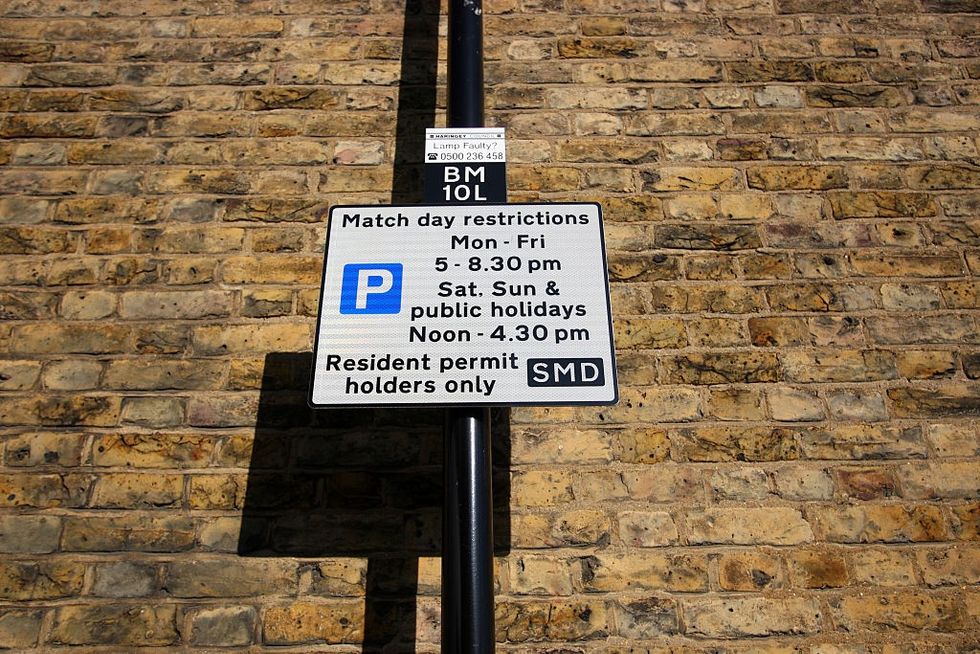 HARINGEY COUNCIL
Lamp Faulty?
☎ 0500 236 458
BM
10L
Match day restrictions
Mon - Fri
5 - 8.30 pm
P
Sat, Sun &
public holidays
Noon - 4.30 pm
Resident permit
holders only
SMD